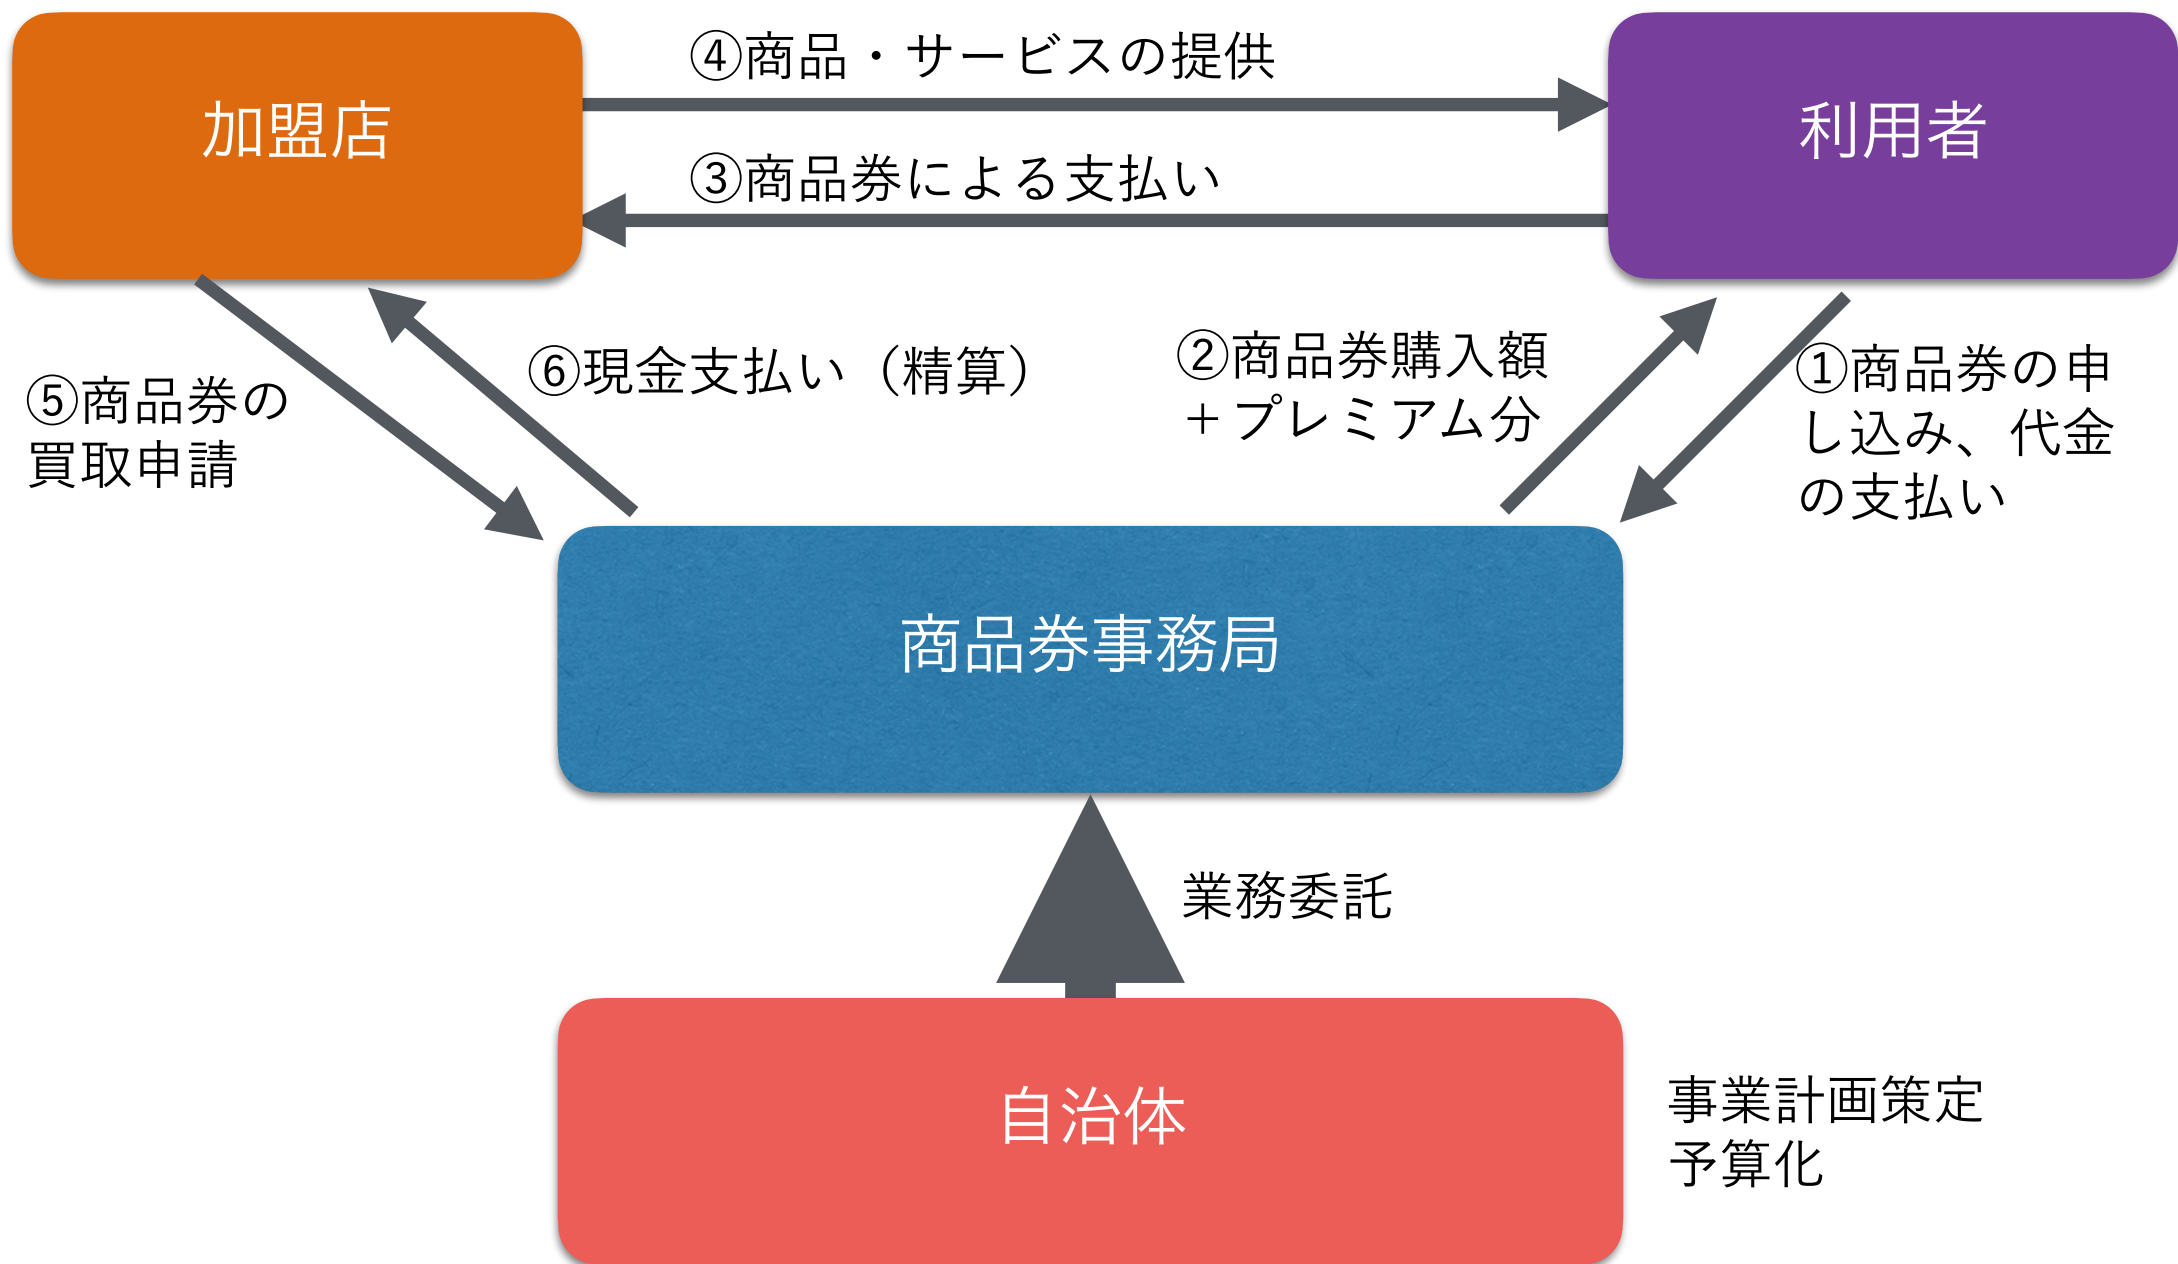 加盟店
④商品・サービスの提供
利用者
③商品券による支払い
⑤商品券の
買取申請
⑥現金支払い（精算）
②商品券購入額
＋プレミアム分
①商品券の申
し込み、代金
の支払い
商品券事務局
業務委託
自治体
事業計画策定
予算化